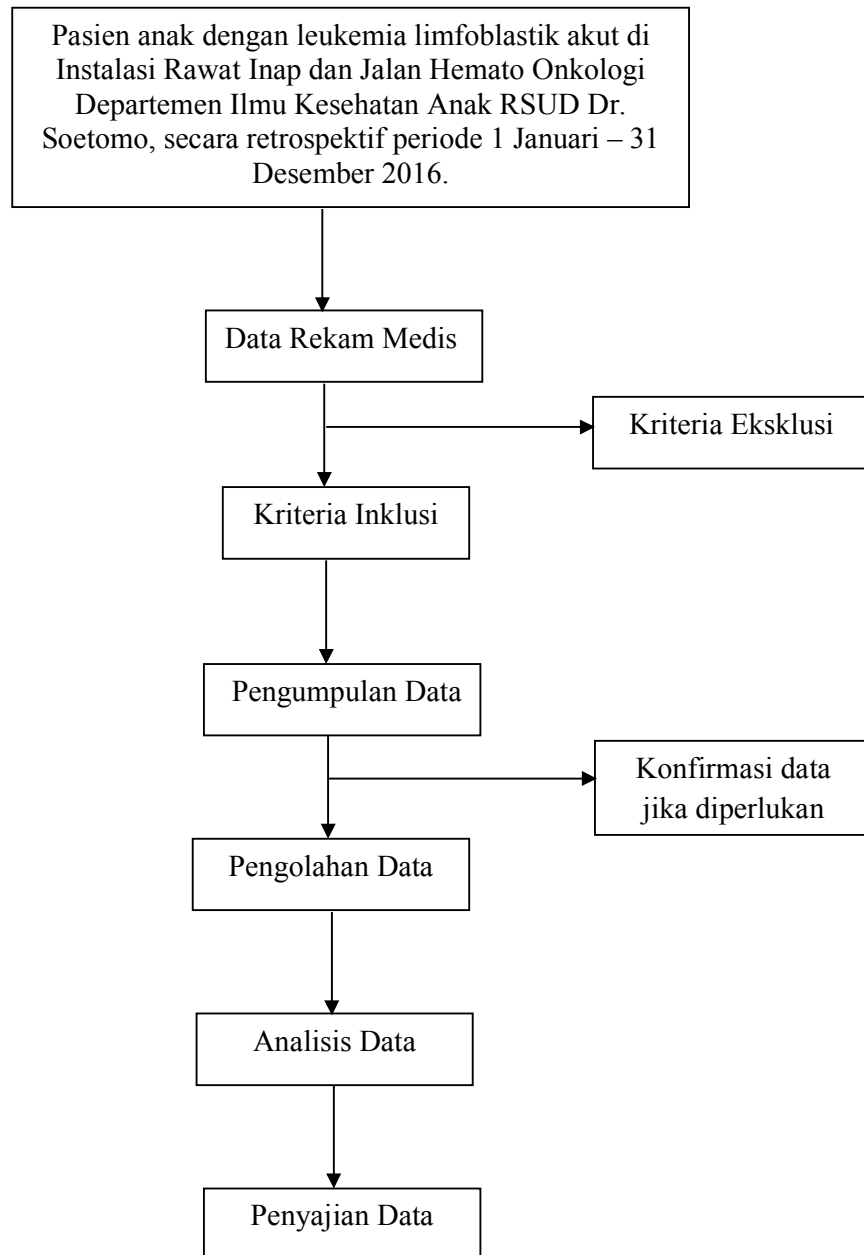 Pasien anak dengan leukemia limfoblastik akut di
Instalasi Rawat Inap dan Jalan Hemato Onkologi
Departemen Ilmu Kesehatan Anak RSUD Dr.
Soetomo, secara retrospektif periode 1 Januari – 31
Desember 2016.
Data Rekam Medis
Kriteria Eksklusi
Kriteria Inklusi
Pengumpulan Data
Konfirmasi data
jika diperlukan
Pengolahan Data
Analisis Data
Penyajian Data